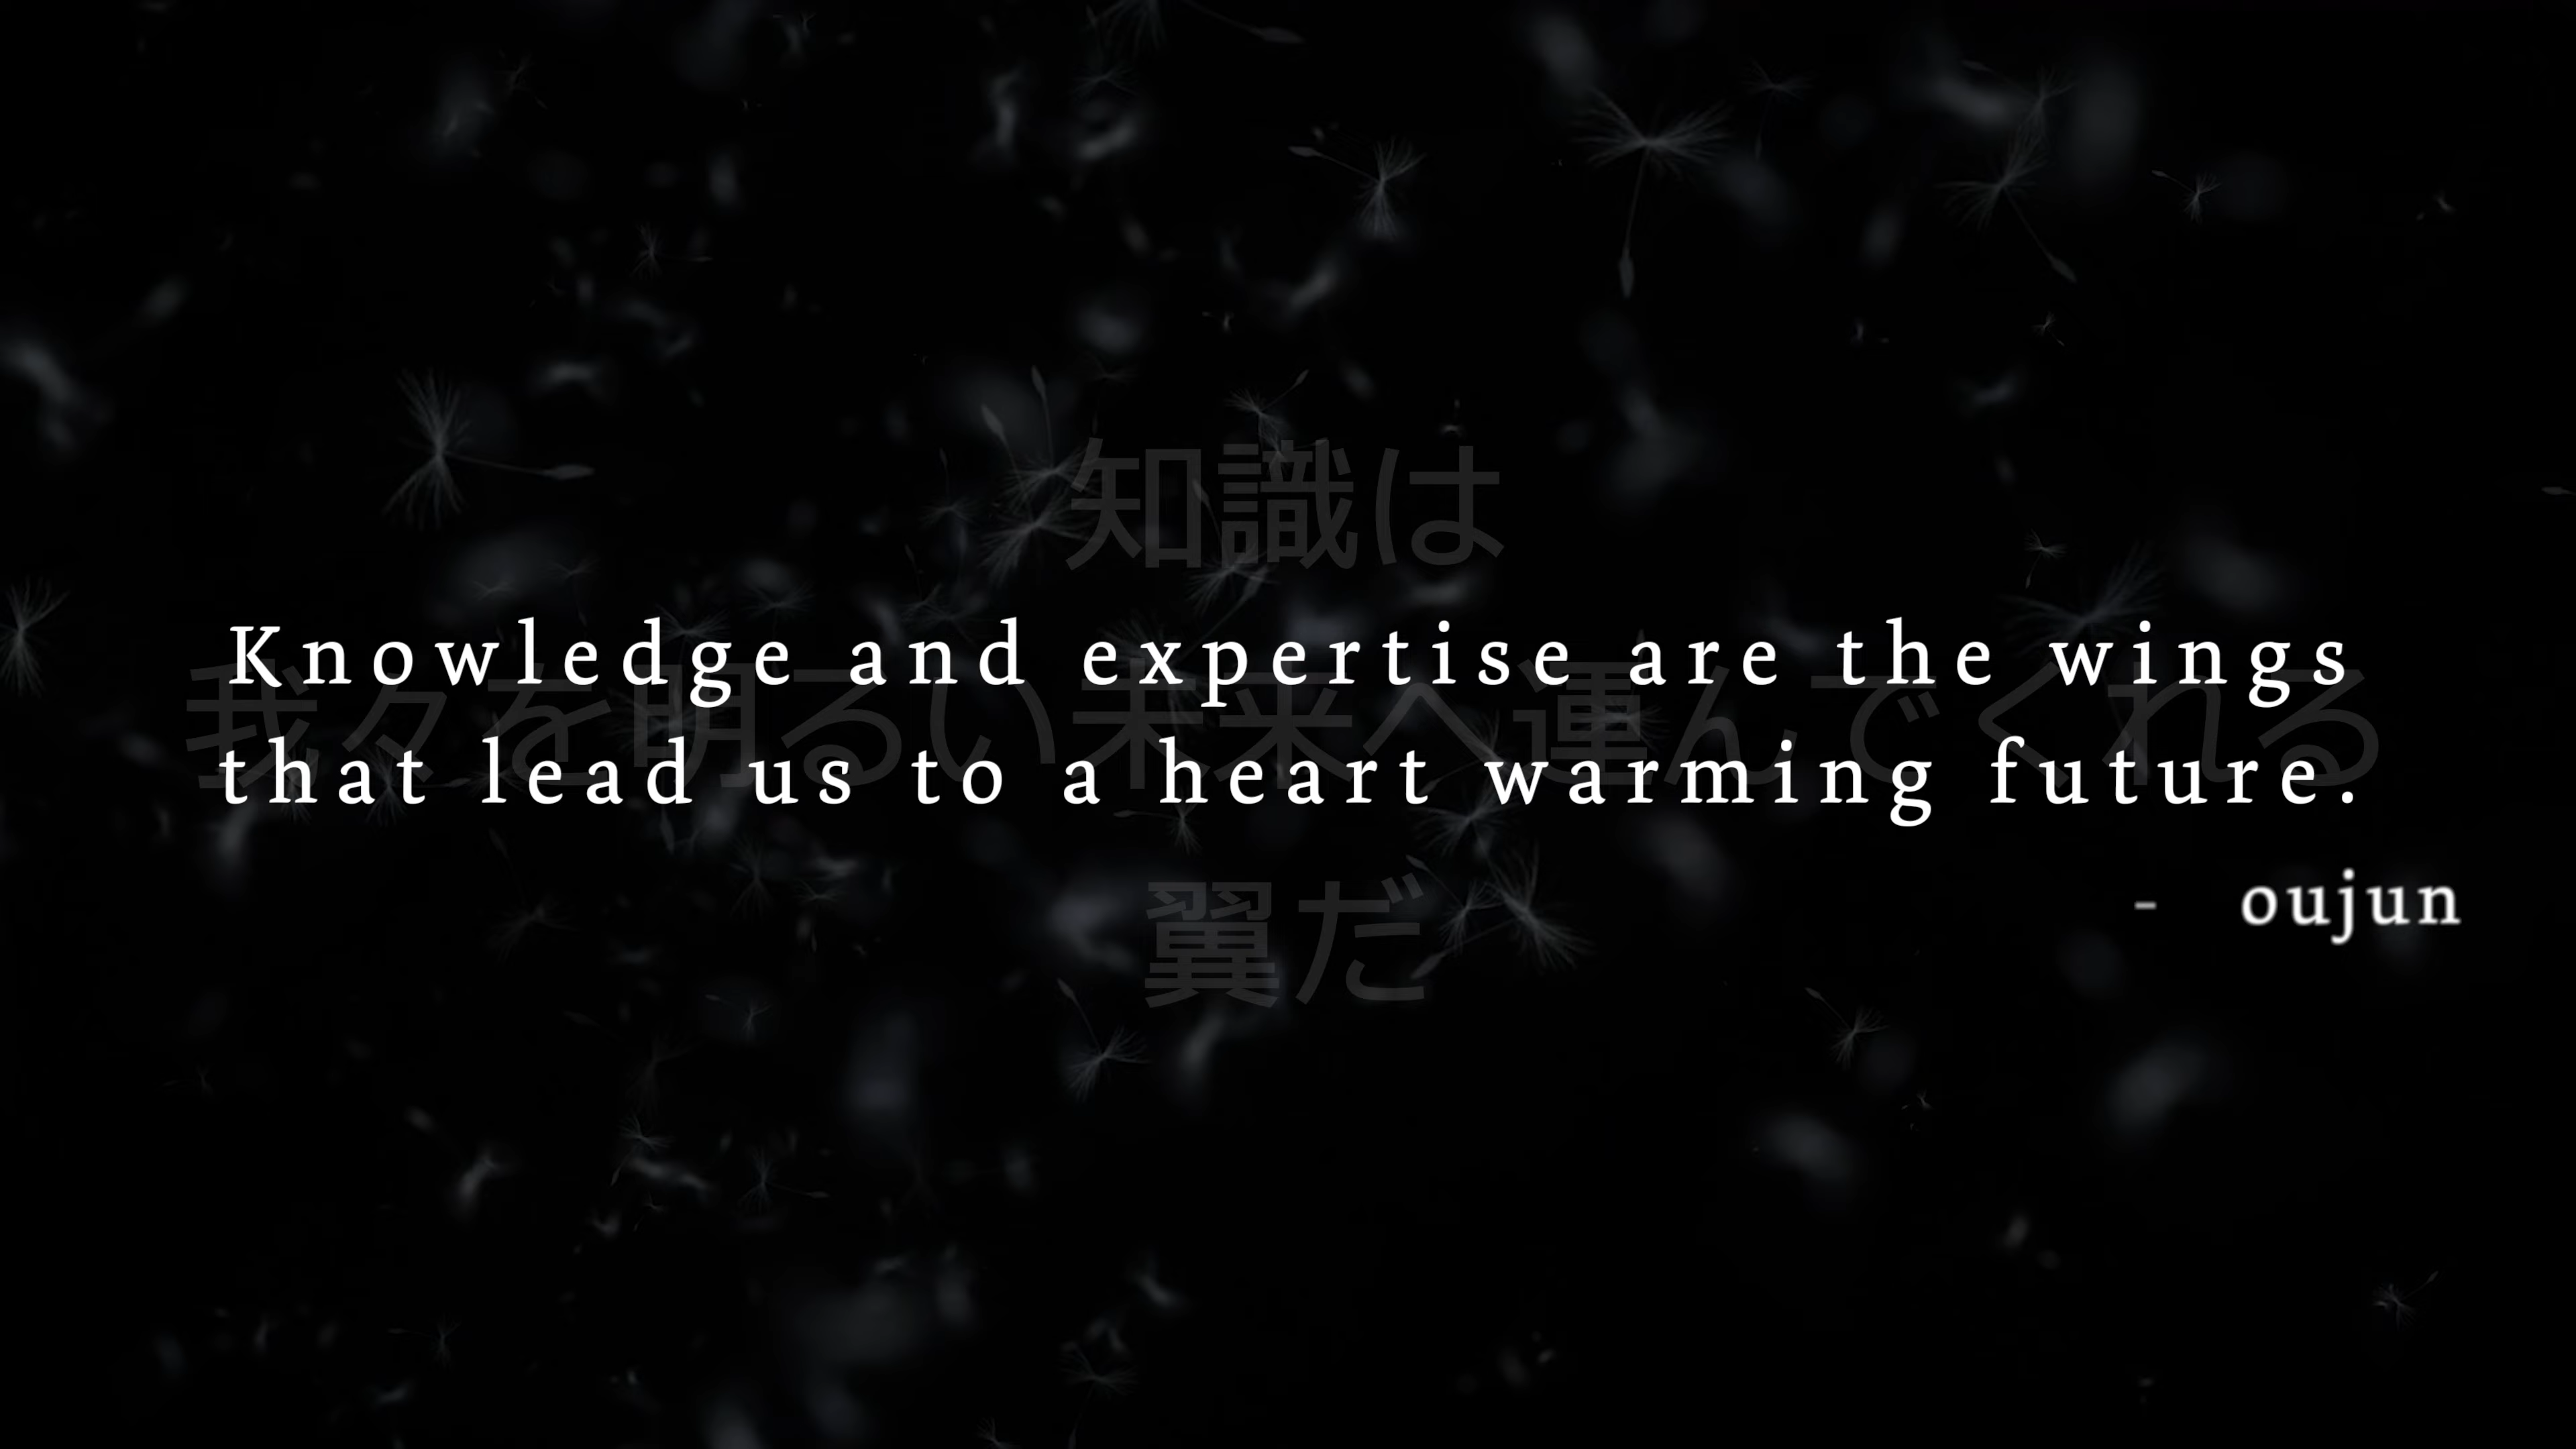 知識は
Knowledge and expertise are the wings
我々を明るい未来へ運んでくれる
that lead us to a heart warming future.
翼だ
- oujun